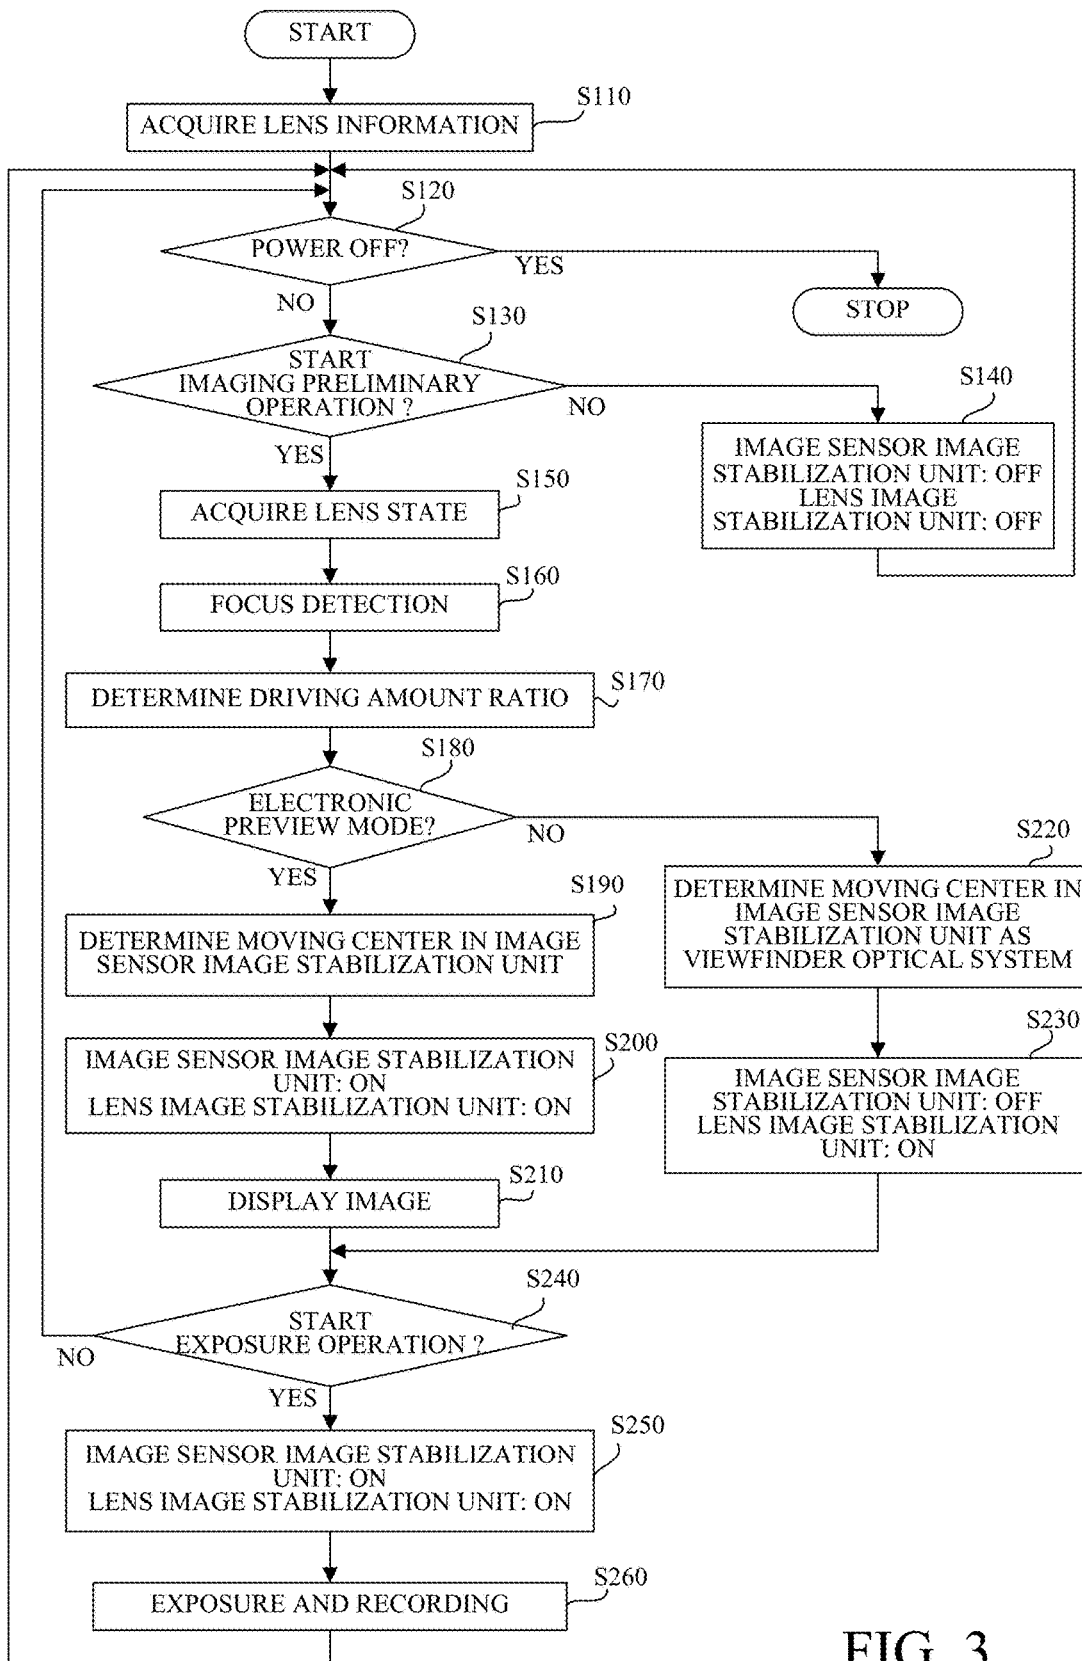 START
S110
ACQUIRE LENS INFORMATION
S120
POWER OFF?
YES
NO
STOP
S130
START
IMAGING PRELIMINARY
OPERATION ?
NO
YES
S140
IMAGE SENSOR IMAGE
STABILIZATION UNIT: OFF
LENS IMAGE
STABILIZATION UNIT: OFF
S150
ACQUIRE LENS STATE
S160
FOCUS DETECTION
S170
DETERMINE DRIVING AMOUNT RATIO
S180
ELECTRONIC
PREVIEW MODE?
NO
YES
S190
DETERMINE MOVING CENTER IN IMAGE
SENSOR IMAGE STABILIZATION UNIT
S220
DETERMINE MOVING CENTER IN
IMAGE SENSOR IMAGE
STABILIZATION UNIT AS
VIEWFINDER OPTICAL SYSTEM
S200
IMAGE SENSOR IMAGE STABILIZATION
UNIT: ON
LENS IMAGE STABILIZATION UNIT: ON
S230
IMAGE SENSOR IMAGE
STABILIZATION UNIT: OFF
LENS IMAGE STABILIZATION
UNIT: ON
S210
DISPLAY IMAGE
S240
START
EXPOSURE OPERATION ?
NO
YES
S250
IMAGE SENSOR IMAGE STABILIZATION
UNIT: ON
LENS IMAGE STABILIZATION UNIT: ON
S260
EXPOSURE AND RECORDING
FIG. 3